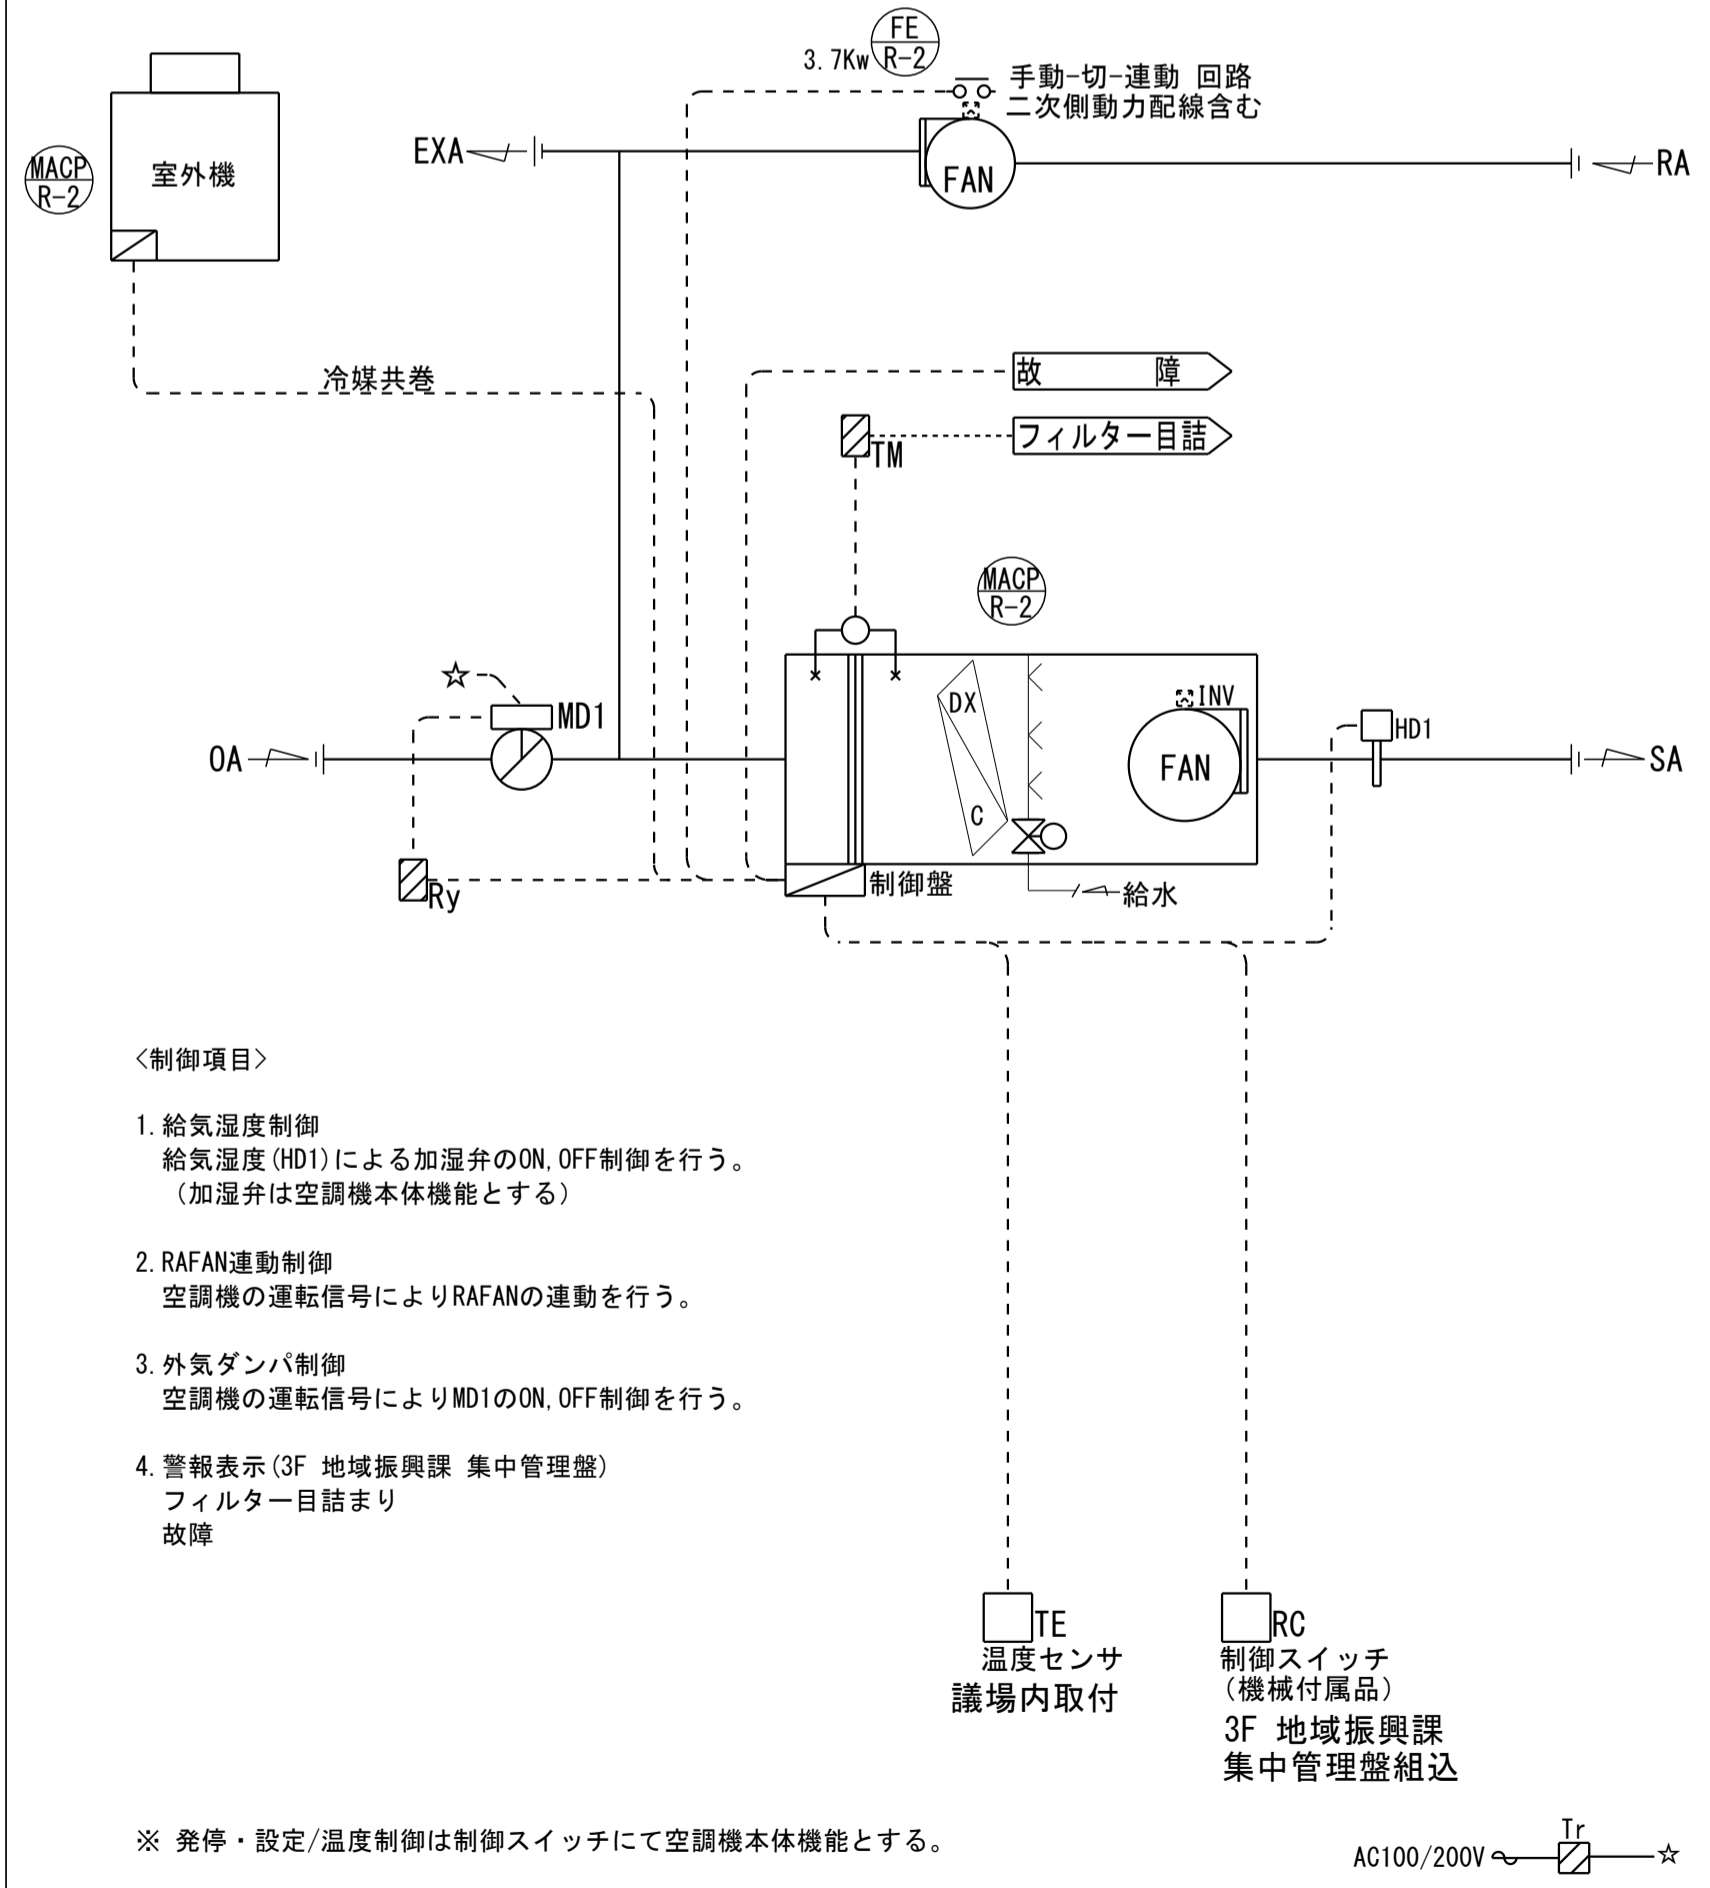 FE
R-2
3.7Kw
手動-切-連動 回路
二次側動力配線含む
MACP
R-2
室外機
EXA
FAN
RA
冷媒共巻
故 障
フィルター目詰
TM
MACP
R-2
☆
MD1
DX
C
INV
FAN
HD1
OA
SA
Ry
制御盤
給水
<制御項目>
1. 給気湿度制御
給気湿度(HD1)による加湿弁のON,OFF制御を行う。
(加湿弁は空調機本体機能とする)
2. RAFAN連動制御
空調機の運転信号によりRAFANの連動を行う。
3. 外気ダンパ制御
空調機の運転信号によりMD1のON,OFF制御を行う。
4. 警報表示(3F 地域振興課 集中管理盤)
フィルター目詰まり
故障
TE
温度センサ
議場内取付
RC
制御スイッチ
(機械付属品)
3F 地域振興課
集中管理盤組込
※ 発停・設定/温度制御は制御スイッチにて空調機本体機能とする。
Tr
AC100/200V ☆